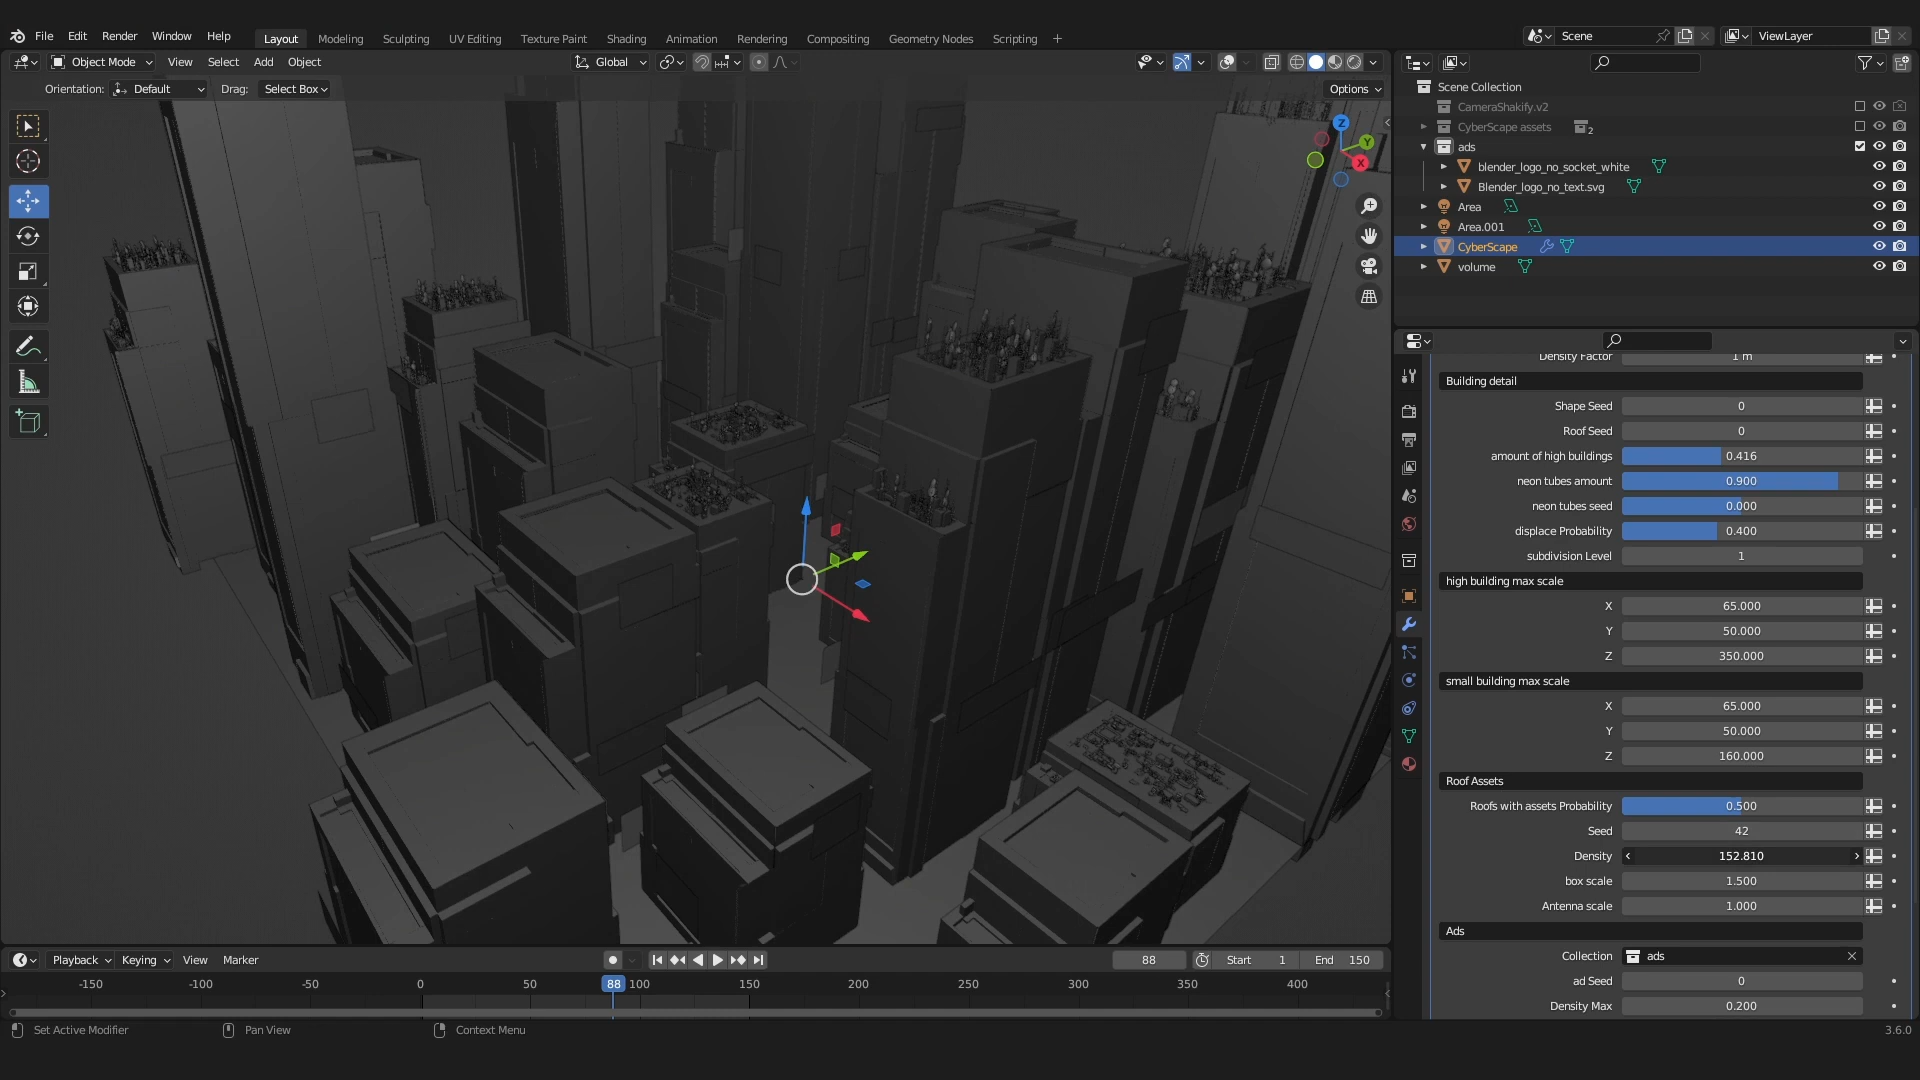 File Edit Render Window Help Layout Modeling Sculpting UV Editing Texture Paint Shading Animation Rendering Compositing Geometry Nodes Scripting + Scene ViewLayer
Object Mode View Select Add Object Global
Orientation: Default Drag: Select Box Options
Z
Y
X
Scene Collection
CameraShakify.v2
CyberScape assets 2
ads
blender_logo_no_socket_white
Blender_logo_no_text.svg
Area
Area.001
CyberScape
volume
Density Factor 1 m
Building detail
Shape Seed 0
Roof Seed 0
amount of high buildings 0.416
neon tubes amount 0.900
neon tubes seed 0.000
displace Probability 0.400
subdivision Level 1
high building max scale
X 65.000
Y 50.000
Z 350.000
small building max scale
X 65.000
Y 50.000
Z 160.000
Roof Assets
Roofs with assets Probability 0.500
Seed 42
Density 152.810
box scale 1.500
Antenna scale 1.000
Ads
Collection ads
ad Seed 0
Density Max 0.200
Playback Keying View Marker 88 Start 1 End 150
-150 -100 -50 0 50 88 100 150 200 250 300 350 400
Set Active Modifier Pan View Context Menu 3.6.0